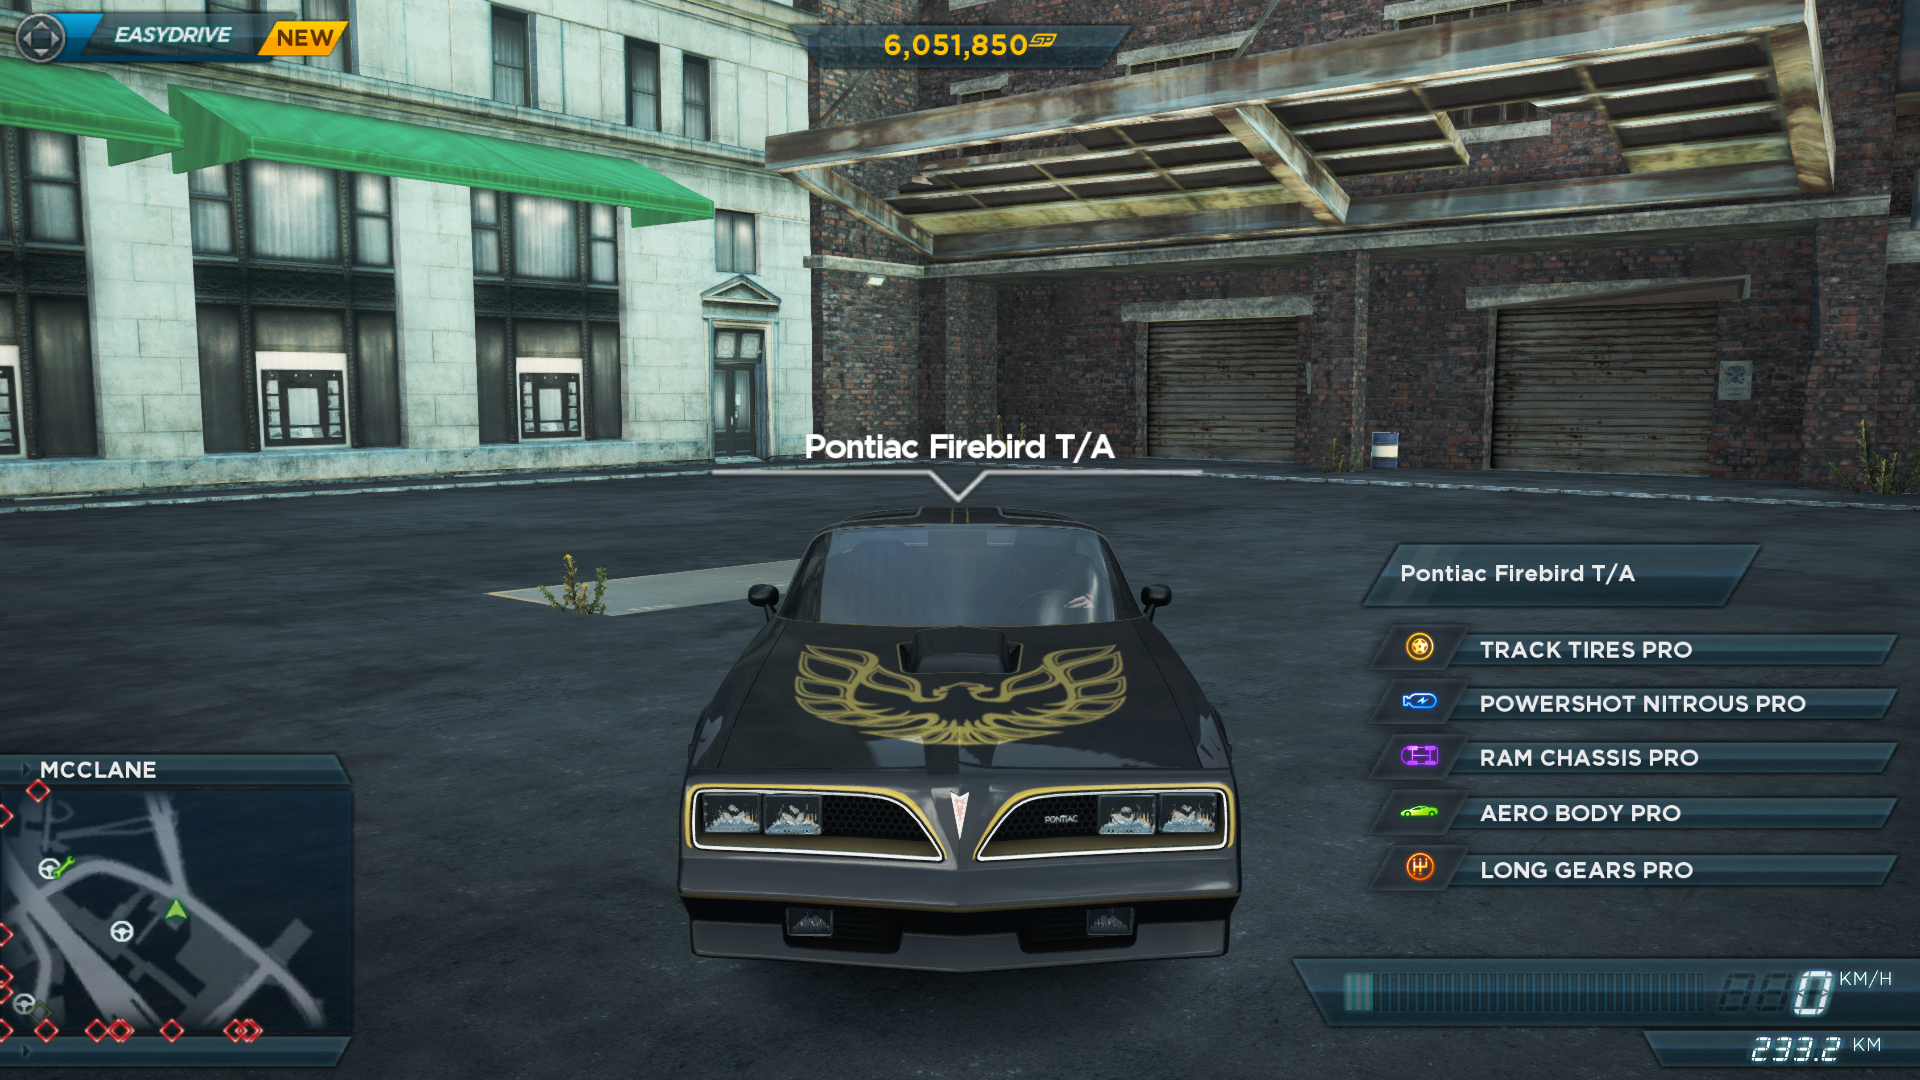 EASYDRIVE
NEW
6,051,850 SP
Pontiac Firebird T/A
Pontiac Firebird T/A
TRACK TIRES PRO
POWERSHOT NITROUS PRO
RAM CHASSIS PRO
AERO BODY PRO
LONG GEARS PRO
MCCLANE
PONTIAC
0 KM/H
233.2 KM